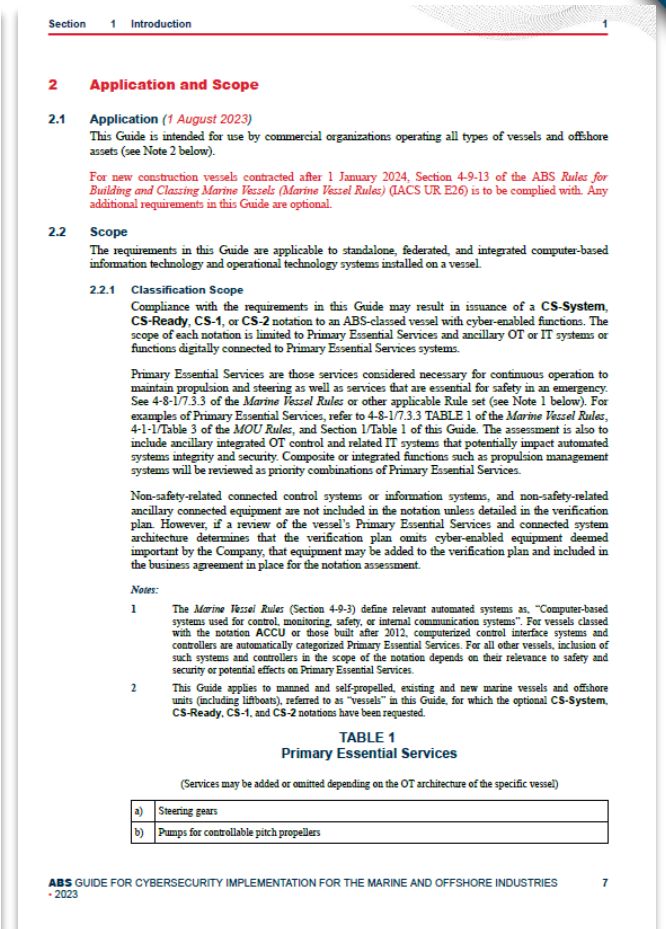 Section 1 Introduction 1
2 Application and Scope
2.1 Application (1 August 2023)
This Guide is intended for use by commercial organizations operating all types of vessels and offshore
assets (see Note 2 below).
For new construction vessels contracted after 1 January 2024, Section 4-9-13 of the ABS Rules for
Building and Classing Marine Vessels (Marine Vessel Rules) (IACS UR E26) is to be complied with. Any
additional requirements in this Guide are optional.
2.2 Scope
The requirements in this Guide are applicable to standalone, federated, and integrated computer-based
information technology and operational technology systems installed on a vessel.
2.2.1 Classification Scope
Compliance with the requirements in this Guide may result in issuance of a CS-System,
CS-Ready, CS-1, or CS-2 notation to an ABS-classed vessel with cyber-enabled functions. The
scope of each notation is limited to Primary Essential Services and ancillary OT or IT systems or
functions digitally connected to Primary Essential Services systems.
Primary Essential Services are those services considered necessary for continuous operation to
maintain propulsion and steering as well as services that are essential for safety in an emergency.
See 4-8-1/7.3.3 of the Marine Vessel Rules or other applicable Rule set (see Note 1 below). For
examples of Primary Essential Services, refer to 4-8-1/7.3.3 TABLE 1 of the Marine Vessel Rules,
4-1-1/Table 3 of the MOU Rules, and Section 1/Table 1 of this Guide. The assessment is also to
include ancillary integrated OT control and related IT systems that potentially impact automated
systems integrity and security. Composite or integrated functions such as propulsion management
systems will be reviewed as priority combinations of Primary Essential Services.
Non-safety-related connected control systems or information systems, and non-safety-related
ancillary connected equipment are not included in the notation unless detailed in the verification
plan. However, if a review of the vessel's Primary Essential Services and connected system
architecture determines that the verification plan omits cyber-enabled equipment deemed
important by the Company, that equipment may be added to the verification plan and included in
the business agreement in place for the notation assessment.
Notes:
1 The Marine Vessel Rules (Section 4-9-3) define relevant automated systems as, "Computer-based
systems used for control, monitoring, safety, or internal communication systems". For vessels classed
with the notation ACCU or those built after 2012, computerized control interface systems and
controllers are automatically categorized Primary Essential Services. For all other vessels, inclusion of
such systems and controllers in the scope of the notation depends on their relevance to safety and
security or potential effects on Primary Essential Services.
2 This Guide applies to manned and self-propelled, existing and new marine vessels and offshore
units (including liftboats), referred to as "vessels" in this Guide, for which the optional CS-System,
CS-Ready, CS-1, and CS-2 notations have been requested.
TABLE 1
Primary Essential Services
(Services may be added or omitted depending on the OT architecture of the specific vessel)
a) Steering gears
b) Pumps for controllable pitch propellers
ABS GUIDE FOR CYBERSECURITY IMPLEMENTATION FOR THE MARINE AND OFFSHORE INDUSTRIES 7
• 2023